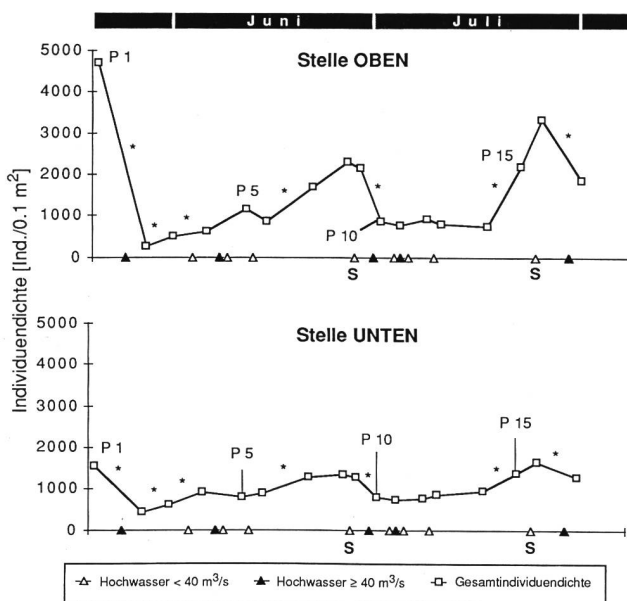 Juni Juli
Stelle OBEN
Individuendichte [Ind./0.1 m²]
5000
4000
3000
2000
1000
0
P 1
P 5
P 10
P 15
* * * * * * *
S S
Stelle UNTEN
5000
4000
3000
2000
1000
0
P 1
P 5
P 10
P 15
* * * * * * *
S S
Hochwasser < 40 m³/s Hochwasser ≥ 40 m³/s Gesamtindividuendichte